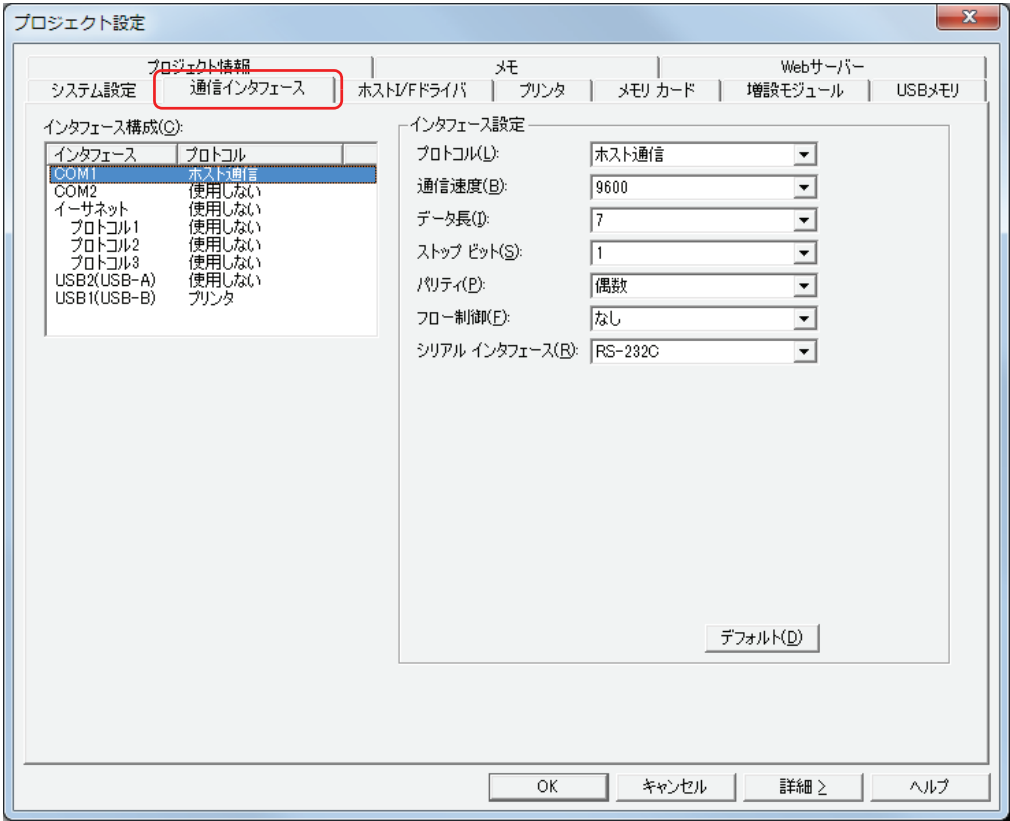 プロジェクト設定
プロジェクト情報 メモ Webサーバー
システム設定 通信インタフェース ホストI/Fドライバ プリンタ メモリ カード 増設モジュール USBメモリ
インタフェース構成(C):
インタフェース プロトコル
COM1 ホスト通信
COM2 使用しない
イーサネット 使用しない
プロトコル1 使用しない
プロトコル2 使用しない
プロトコル3 使用しない
USB2(USB-A) 使用しない
USB1(USB-B) プリンタ
インタフェース設定
プロトコル(L): ホスト通信
通信速度(B): 9600
データ長(I): 7
ストップ ビット(S): 1
パリティ(P): 偶数
フロー制御(F): なし
シリアル インタフェース(R): RS-232C
デフォルト(D)
OK キャンセル 詳細 > ヘルプ